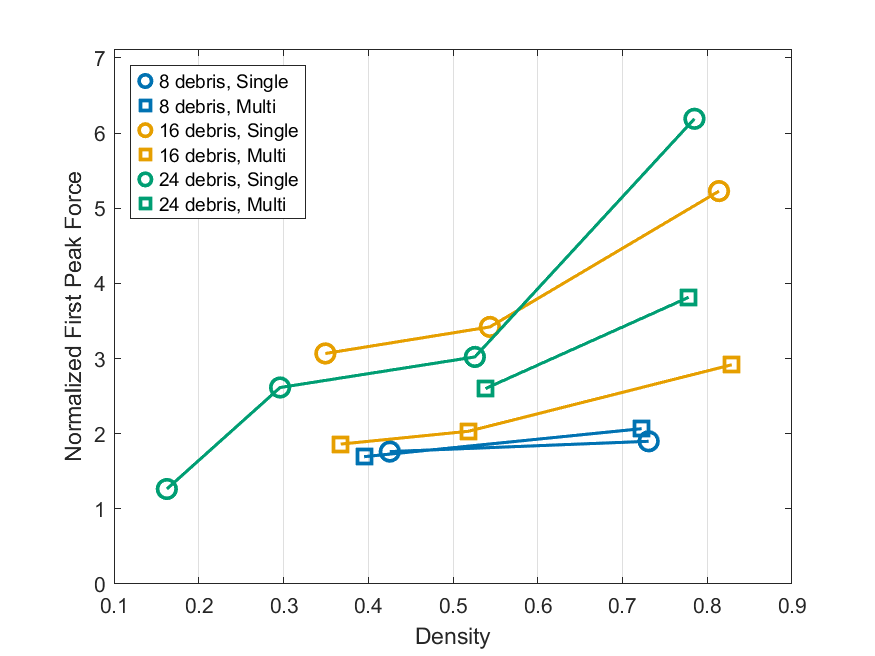 7
6
5
4
3
2
1
0
Normalized First Peak Force
8 debris, Single
8 debris, Multi
16 debris, Single
16 debris, Multi
24 debris, Single
24 debris, Multi
0.1 0.2 0.3 0.4 0.5 0.6 0.7 0.8 0.9
Density